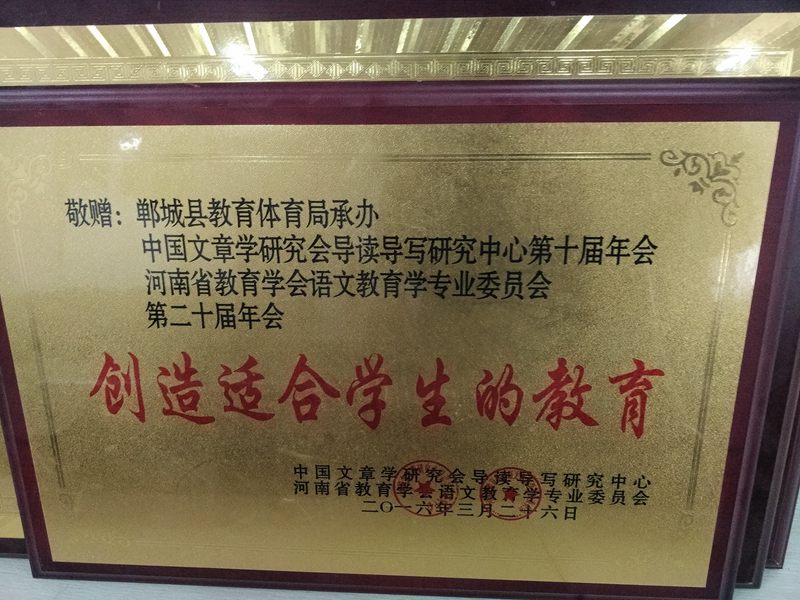 敬赠：郸城县教育体育局承办
中国文章学研究会导读导写研究中心第十届年会
河南省教育学会语文教育学专业委员会
第二十届年会
创造适合学生的教育
中国文章学研究会导读导写研究中心
河南省教育学会语文教育学专业委员会
二〇一六年三月二十六日